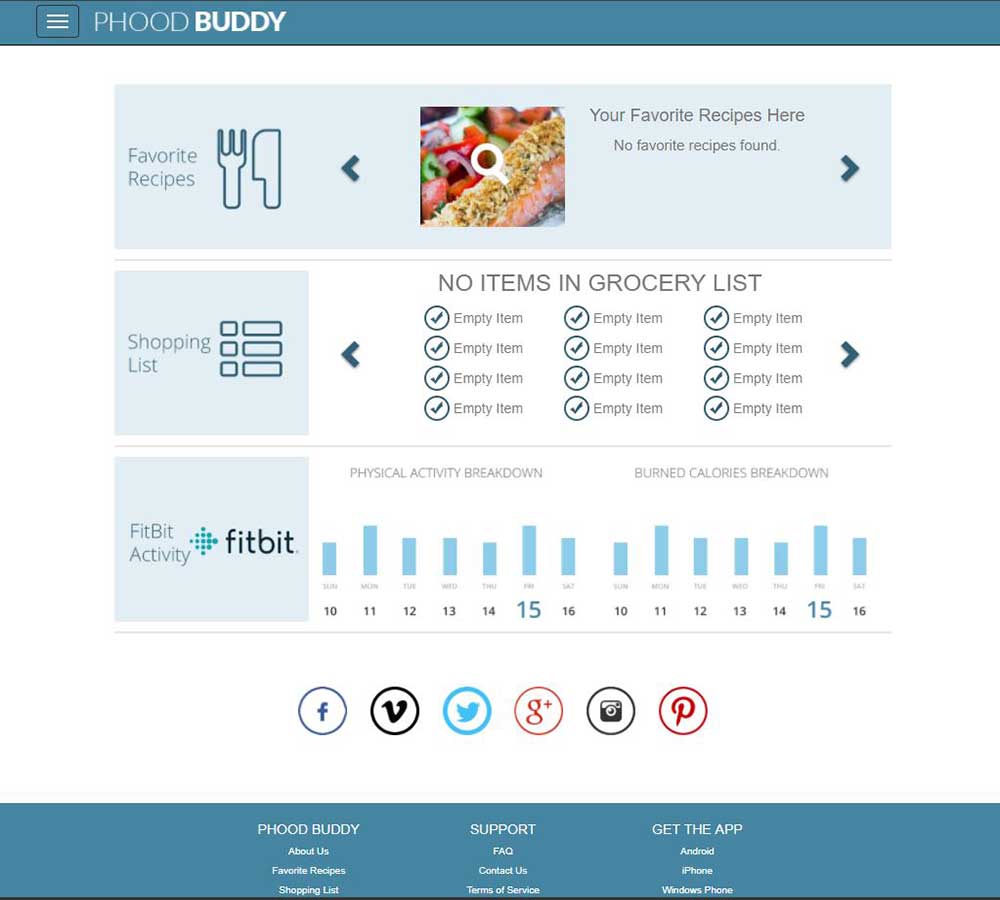 PHOOD BUDDY
Favorite
Recipes
Your Favorite Recipes Here
No favorite recipes found.
Shopping
List
NO ITEMS IN GROCERY LIST
Empty Item Empty Item Empty Item
Empty Item Empty Item Empty Item
Empty Item Empty Item Empty Item
Empty Item Empty Item Empty Item
FitBit
Activity
fitbit.
PHYSICAL ACTIVITY BREAKDOWN
SUN MON TUE WED THU FRI SAT
10 11 12 13 14 15 16
BURNED CALORIES BREAKDOWN
SUN MON TUE WED THU FRI SAT
10 11 12 13 14 15 16
PHOOD BUDDY
About Us
Favorite Recipes
Shopping List
SUPPORT
FAQ
Contact Us
Terms of Service
GET THE APP
Android
iPhone
Windows Phone